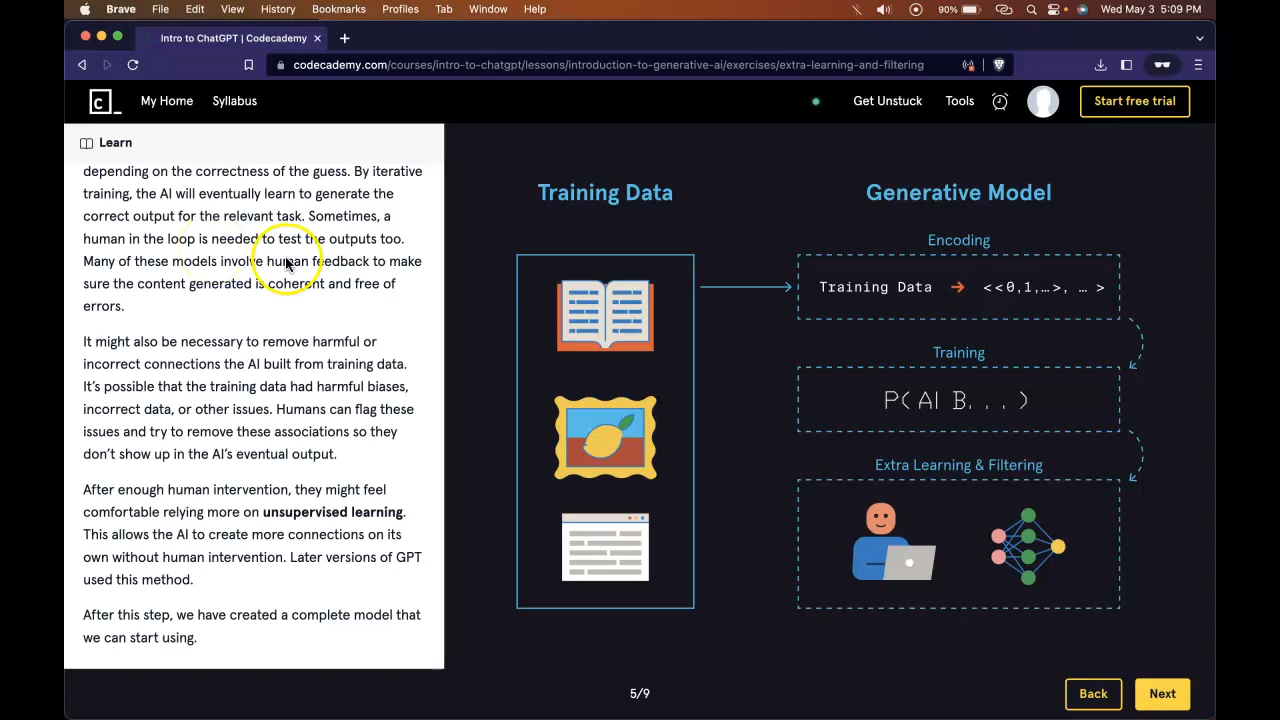 Brave File Edit View History Bookmarks Profiles Tab Window Help 90% Wed May 3 5:09 PM
Intro to ChatGPT | Codecademy
codecademy.com/courses/intro-to-chatgpt/lessons/introduction-to-generative-ai/exercises/extra-learning-and-filtering
c_ My Home Syllabus Get Unstuck Tools Start free trial
Learn
depending on the correctness of the guess. By iterative
training, the AI will eventually learn to generate the
correct output for the relevant task. Sometimes, a
human in the loop is needed to test the outputs too.
Many of these models involve human feedback to make
sure the content generated is coherent and free of
errors.
It might also be necessary to remove harmful or
incorrect connections the AI built from training data.
It’s possible that the training data had harmful biases,
incorrect data, or other issues. Humans can flag these
issues and try to remove these associations so they
don’t show up in the AI’s eventual output.
After enough human intervention, they might feel
comfortable relying more on unsupervised learning.
This allows the AI to create more connections on its
own without human intervention. Later versions of GPT
used this method.
After this step, we have created a complete model that
we can start using.
Training Data
Generative Model
Encoding
Training Data → <<0,1,…>, … >
Training
P( A| B. . . )
Extra Learning & Filtering
5/9
Back
Next